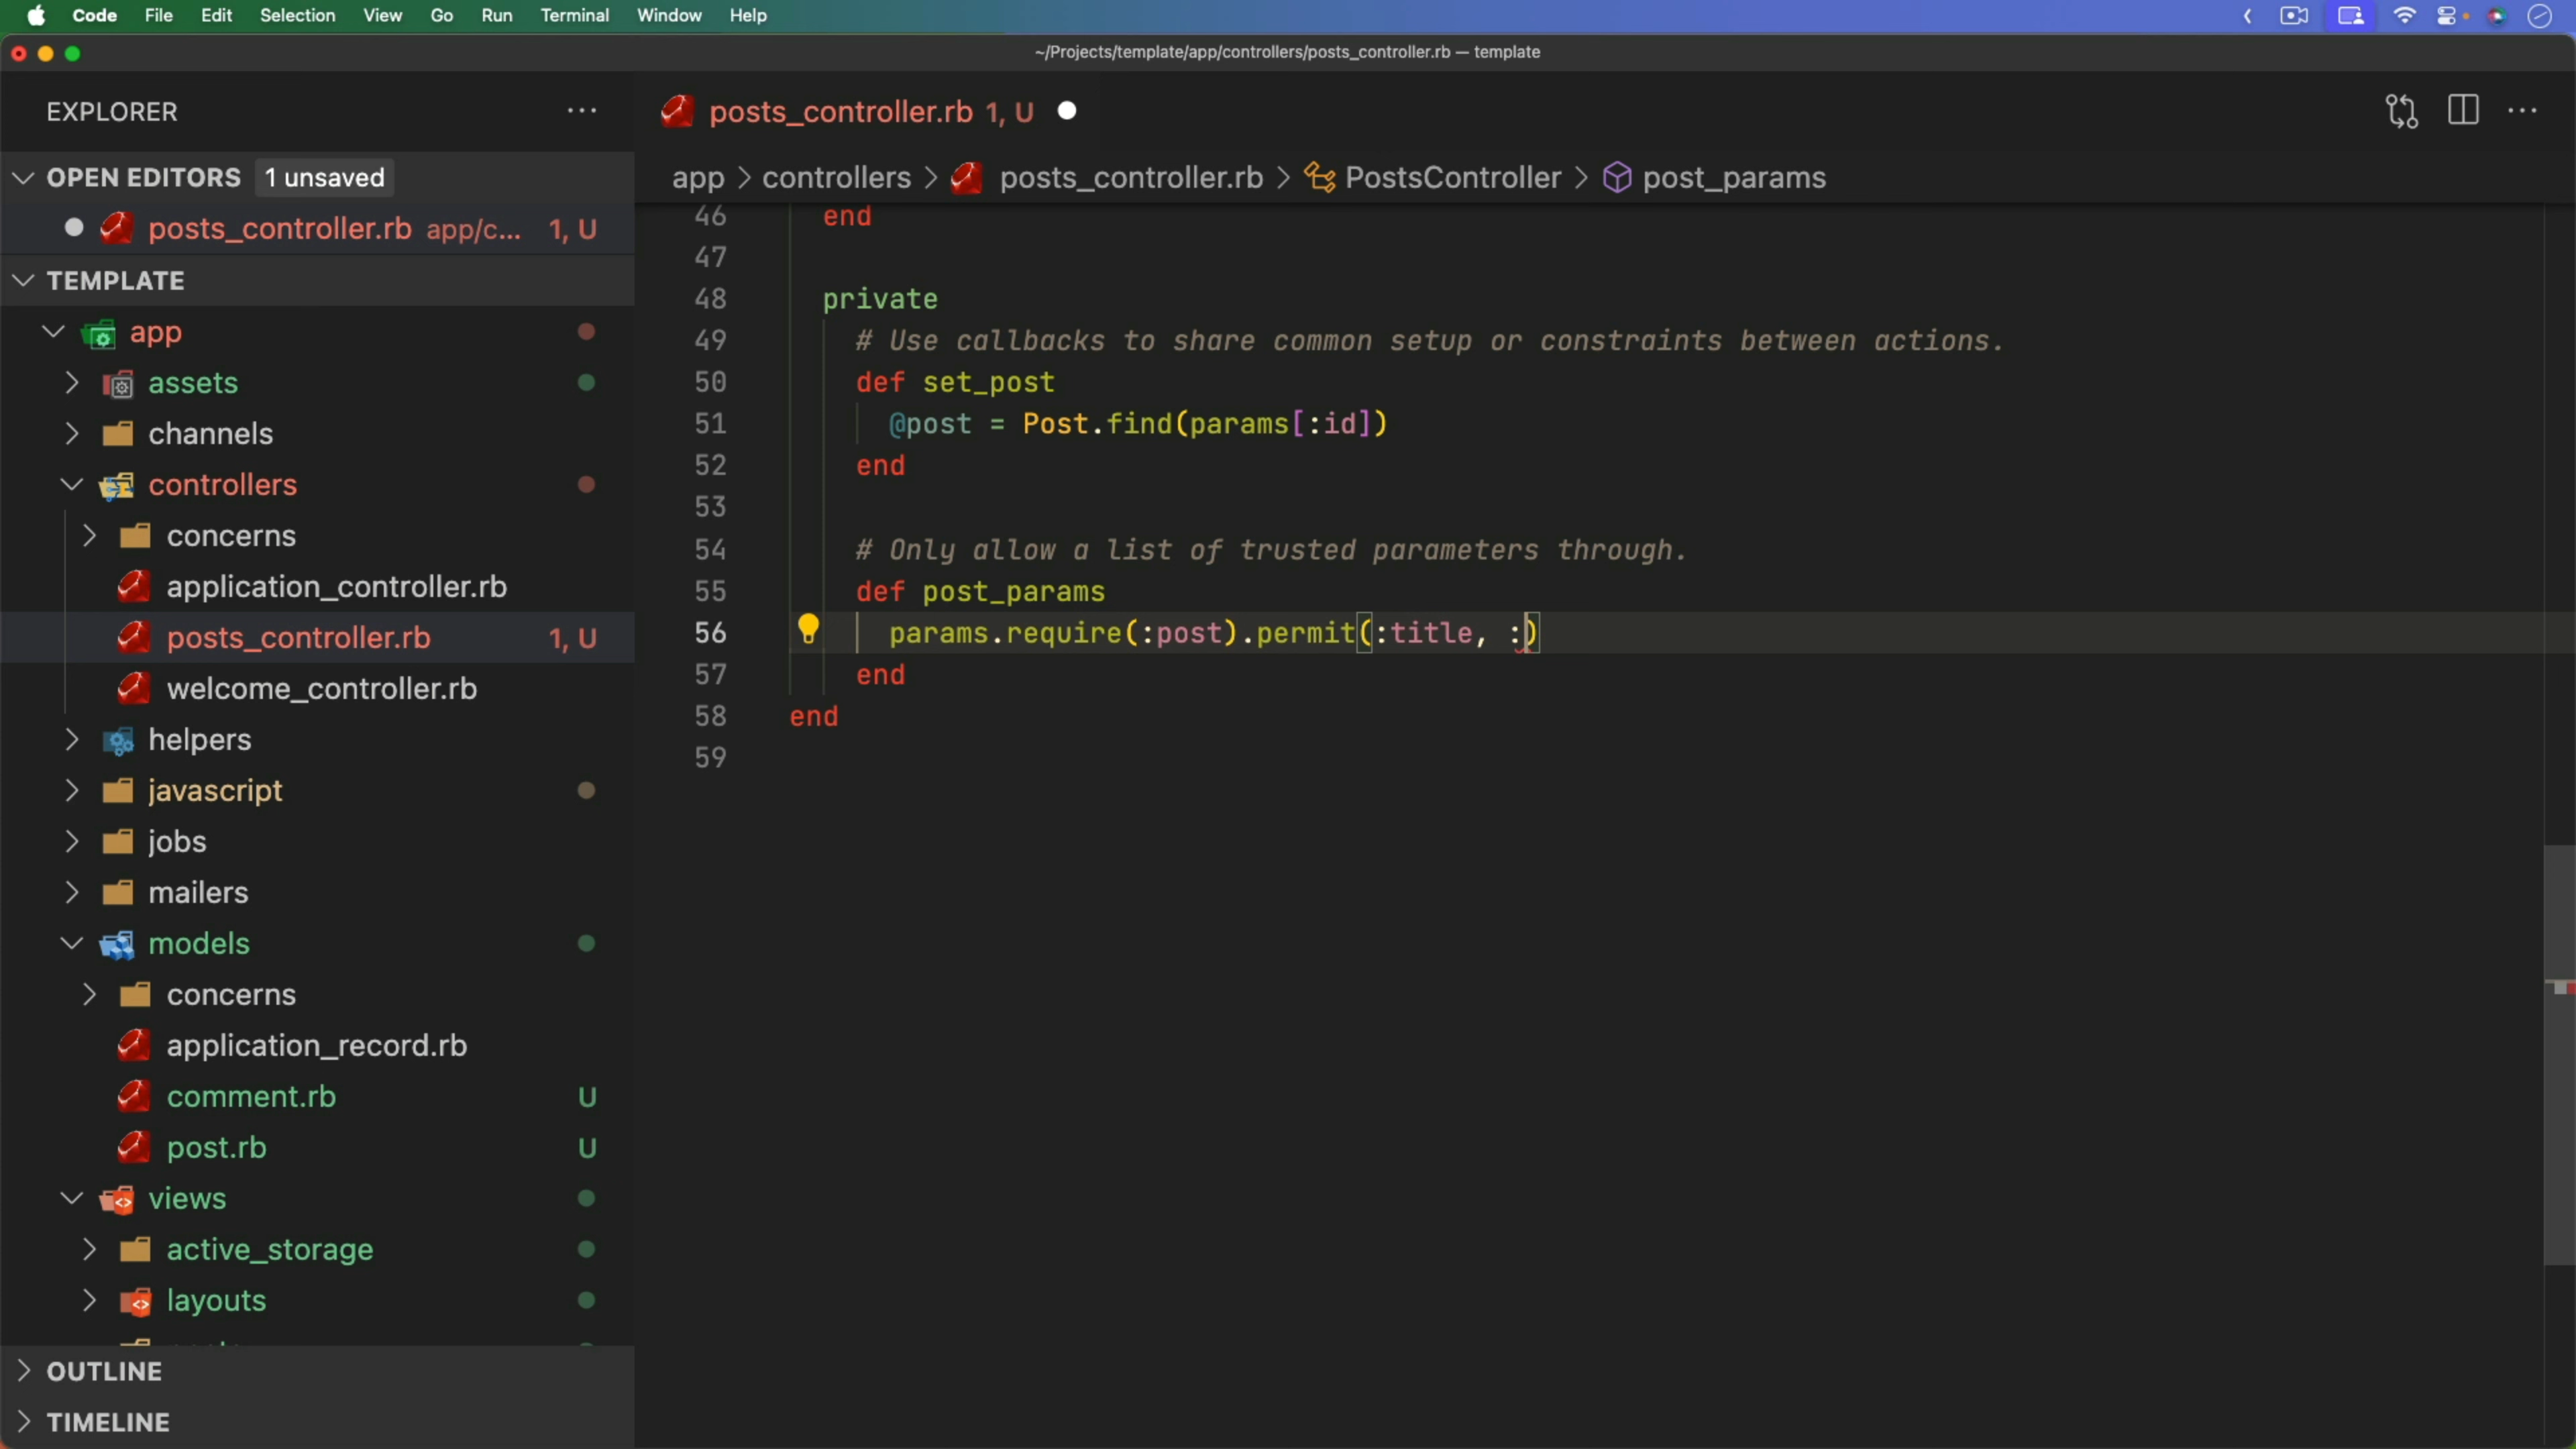 Code File Edit Selection View Go Run Terminal Window Help
~/Projects/template/app/controllers/posts_controller.rb — template
EXPLORER
posts_controller.rb 1, U
OPEN EDITORS 1 unsaved
app > controllers > posts_controller.rb > PostsController > post_params
posts_controller.rb app/c... 1, U
TEMPLATE
app
assets
channels
controllers
concerns
application_controller.rb
posts_controller.rb 1, U
welcome_controller.rb
helpers
javascript
jobs
mailers
models
concerns
application_record.rb
comment.rb U
post.rb U
views
active_storage
layouts
OUTLINE
TIMELINE
46 end
47
48 private
49 # Use callbacks to share common setup or constraints between actions.
50 def set_post
51 @post = Post.find(params[:id])
52 end
53
54 # Only allow a list of trusted parameters through.
55 def post_params
56 params.require(:post).permit(:title, :)
57 end
58 end
59